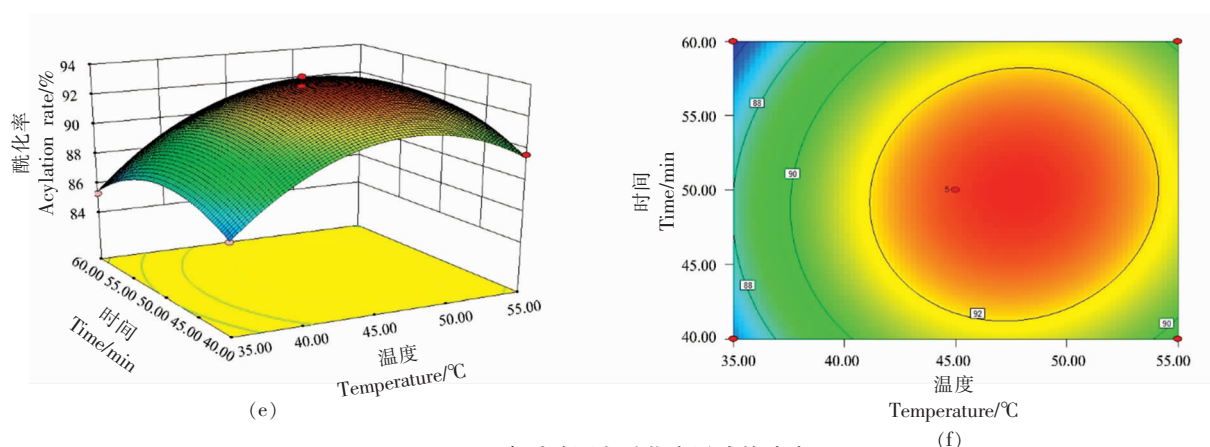 94
92
90
88
86
84
酰化率
Acylation rate/%
60.00
55.00
50.00
45.00
40.00
时间
Time/min
35.00
40.00
45.00
50.00
55.00
温度
Temperature/℃
(e)
60.00
55.00
50.00
45.00
40.00
时间
Time/min
88
90
5
88
92
90
35.00
40.00
45.00
50.00
55.00
温度
Temperature/℃
(f)